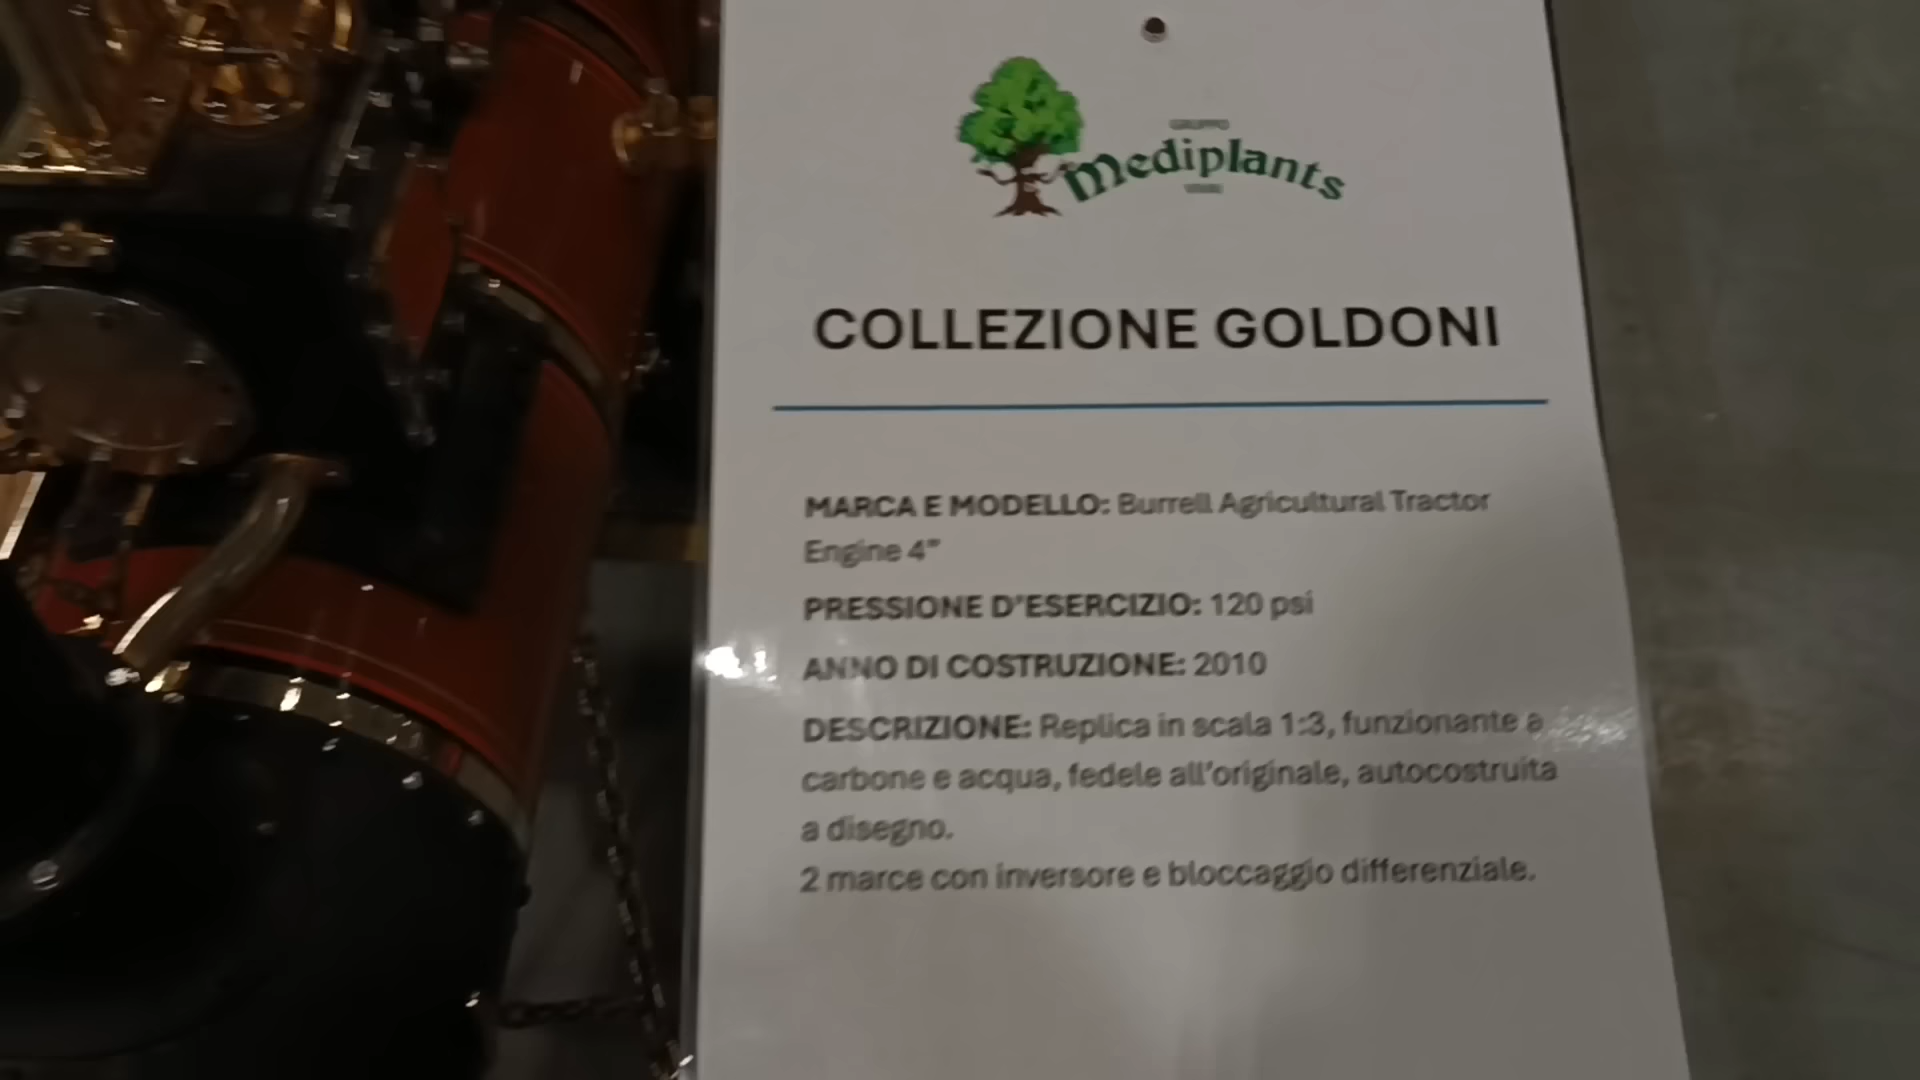 GRUPPO
Mediplants
COLLEZIONE GOLDONI
MARCA E MODELLO: Burrell Agricultural Tractor
Engine 4"
PRESSIONE D'ESERCIZIO: 120 psi
ANNO DI COSTRUZIONE: 2010
DESCRIZIONE: Replica in scala 1:3, funzionante a
carbone e acqua, fedele all'originale, autocostruita
a disegno.
2 marce con inversore e bloccaggio differenziale.